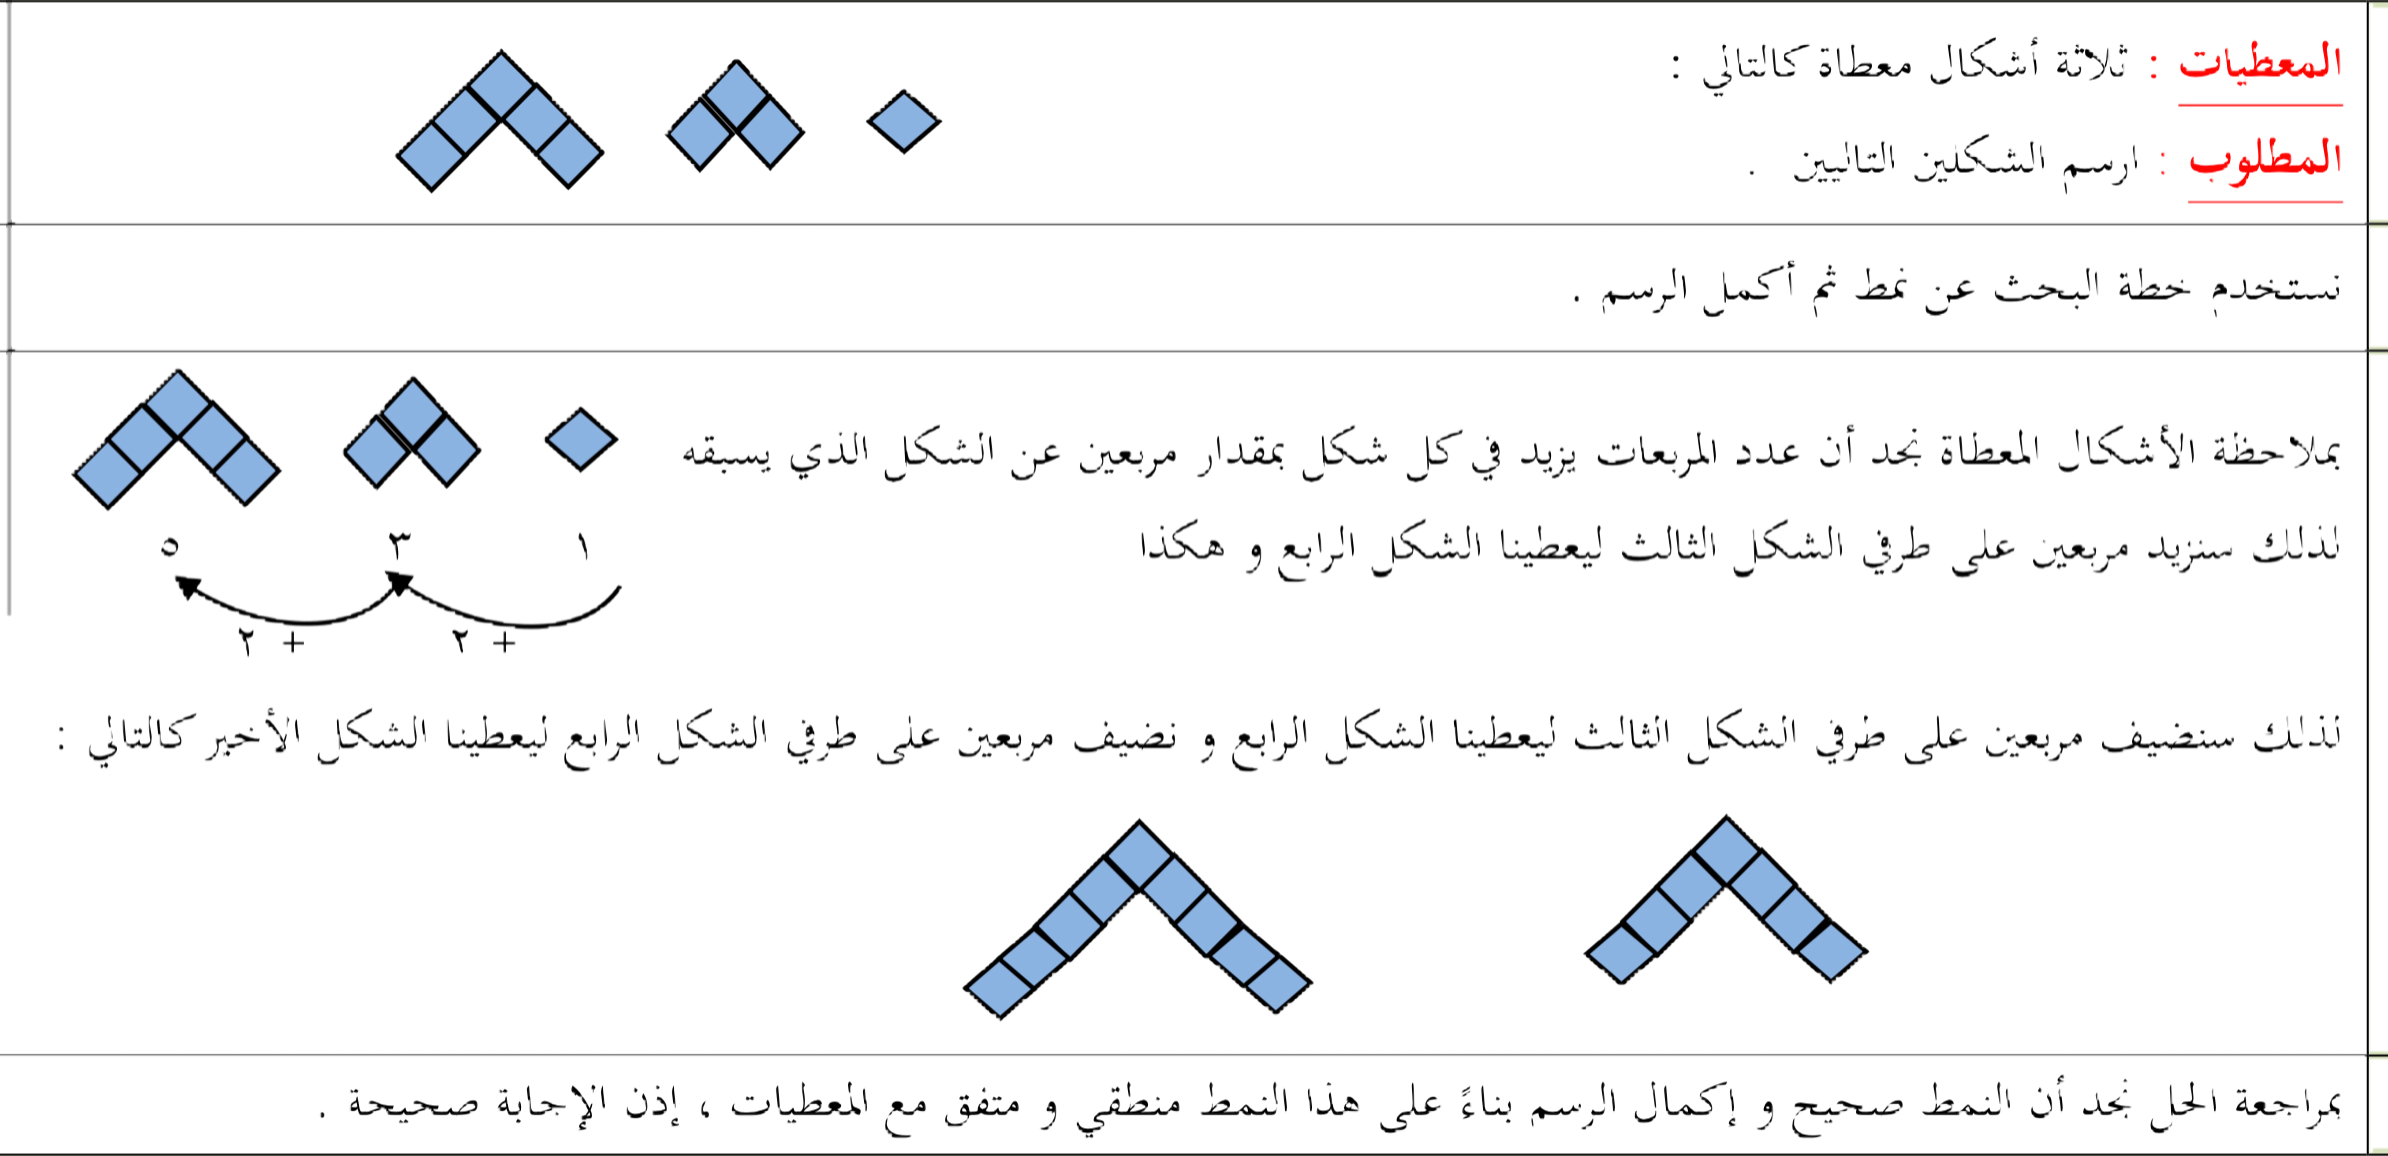 المعطيات : ثلاثة أشكال معطاة كالتالي :
المطلوب : ارسم الشكلين التاليين .
نستخدم خطة البحث عن نمط ثم أكمل الرسم .
بملاحظة الأشكال المعطاة نجد أن عدد المربعات يزيد في كل شكل بمقدار مربعين عن الشكل الذي يسبقه
لذلك سنزيد مربعين على طرفي الشكل الثالث ليعطينا الشكل الرابع و هكذا
١ ٣ ٥
+ ٢ + ٢
لذلك سنضيف مربعين على طرفي الشكل الثالث ليعطينا الشكل الرابع و نضيف مربعين على طرفي الشكل الرابع ليعطينا الشكل الأخير كالتالي :
بمراجعة الحل نجد أن النمط صحيح و إكمال الرسم بناءً على هذا النمط منطقي و متفق مع المعطيات ، إذن الإجابة صحيحة .